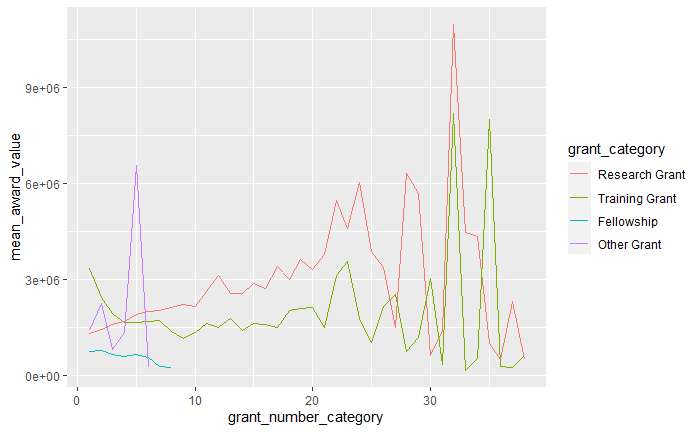 9e+06
6e+06
3e+06
0e+00
mean_award_value
0
10
20
30
grant_number_category
grant_category
Research Grant
Training Grant
Fellowship
Other Grant